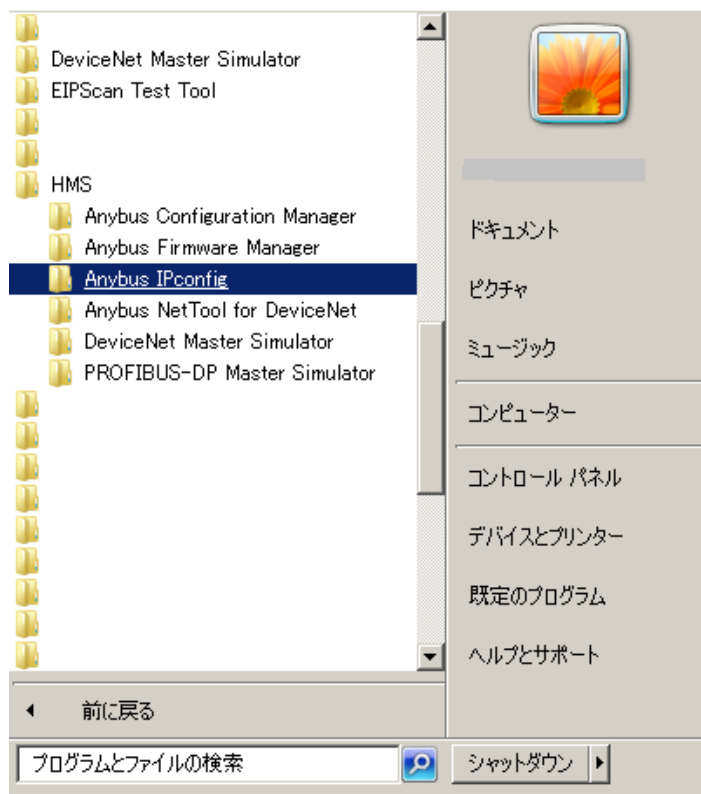 DeviceNet Master Simulator
EIPScan Test Tool
HMS
Anybus Configuration Manager
Anybus Firmware Manager
Anybus IPconfig
Anybus NetTool for DeviceNet
DeviceNet Master Simulator
PROFIBUS-DP Master Simulator
前に戻る
プログラムとファイルの検索
ドキュメント
ピクチャ
ミュージック
コンピューター
コントロール パネル
デバイスとプリンター
既定のプログラム
ヘルプとサポート
シャットダウン